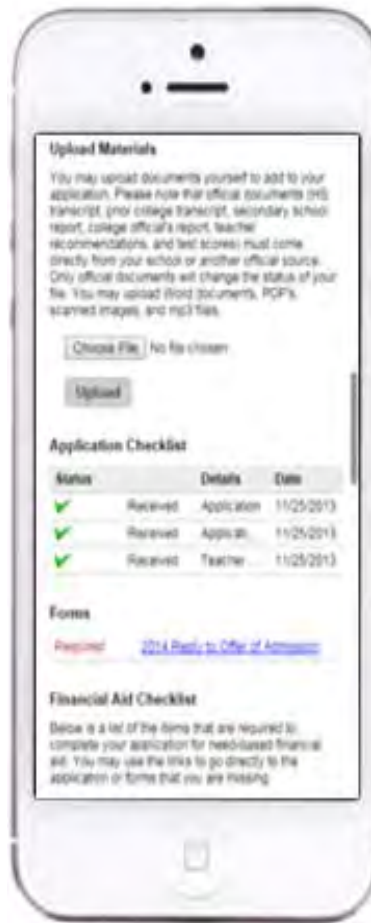 Upload Materials
You may upload documents yourself to add to your
application. Please note that official documents (HS
transcript, prior college transcript, secondary school
report, college official's report, teacher
recommendations, and test scores) must come
directly from your school or another official source.
Only official documents will change the status of your
file. You may upload Word documents, PDF's,
scanned images, and mp3 files.
Choose File No file chosen
Upload
Application Checklist
Status Details Date
Received Application 11/25/2013
Received Applicati... 11/25/2013
Received Teacher ... 11/25/2013
Forms
Required 2014 Reply to Offer of Admission
Financial Aid Checklist
Below is a list of the items that are required to
complete your application for need-based financial
aid. You may use the links to go directly to the
application or forms that you are missing.